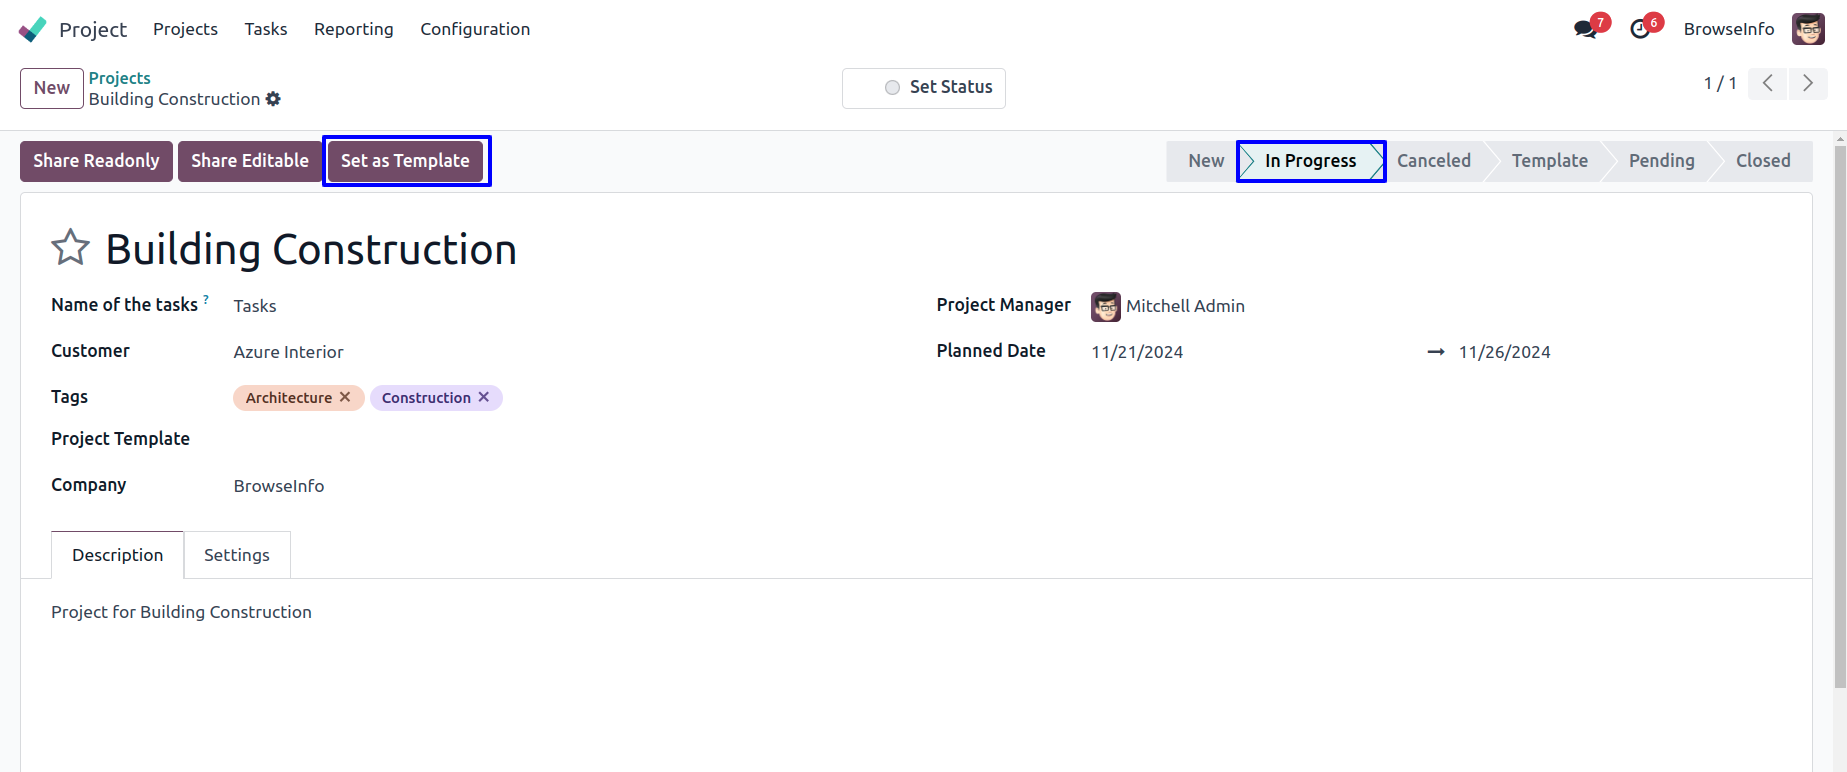 Project Projects Tasks Reporting Configuration 7 6 BrowseInfo
New Projects Set Status 1 / 1
Building Construction
Share Readonly Share Editable Set as Template New In Progress Canceled Template Pending Closed
Building Construction
Name of the tasks ? Tasks Project Manager Mitchell Admin
Customer Azure Interior Planned Date 11/21/2024 → 11/26/2024
Tags Architecture ✕ Construction ✕
Project Template
Company BrowseInfo
Description Settings
Project for Building Construction